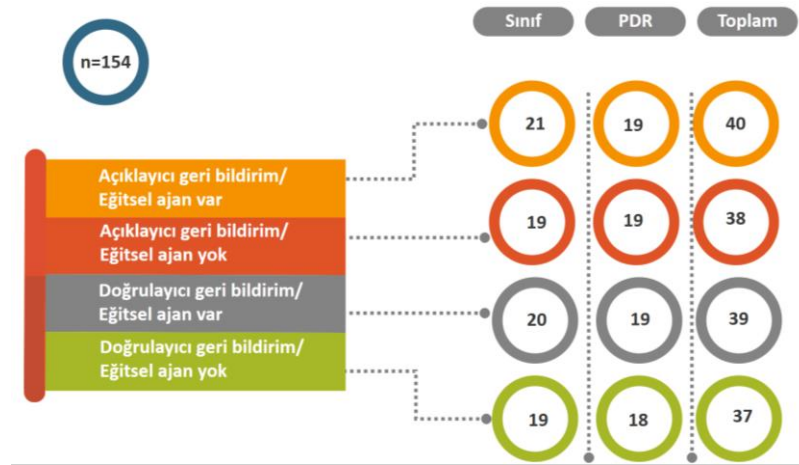 Sınıf PDR Toplam
n=154
21 19 40
Açıklayıcı geri bildirim/
Eğitsel ajan var
Açıklayıcı geri bildirim/
Eğitsel ajan yok
19 19 38
Doğrulayıcı geri bildirim/
Eğitsel ajan var
20 19 39
Doğrulayıcı geri bildirim/
Eğitsel ajan yok
19 18 37